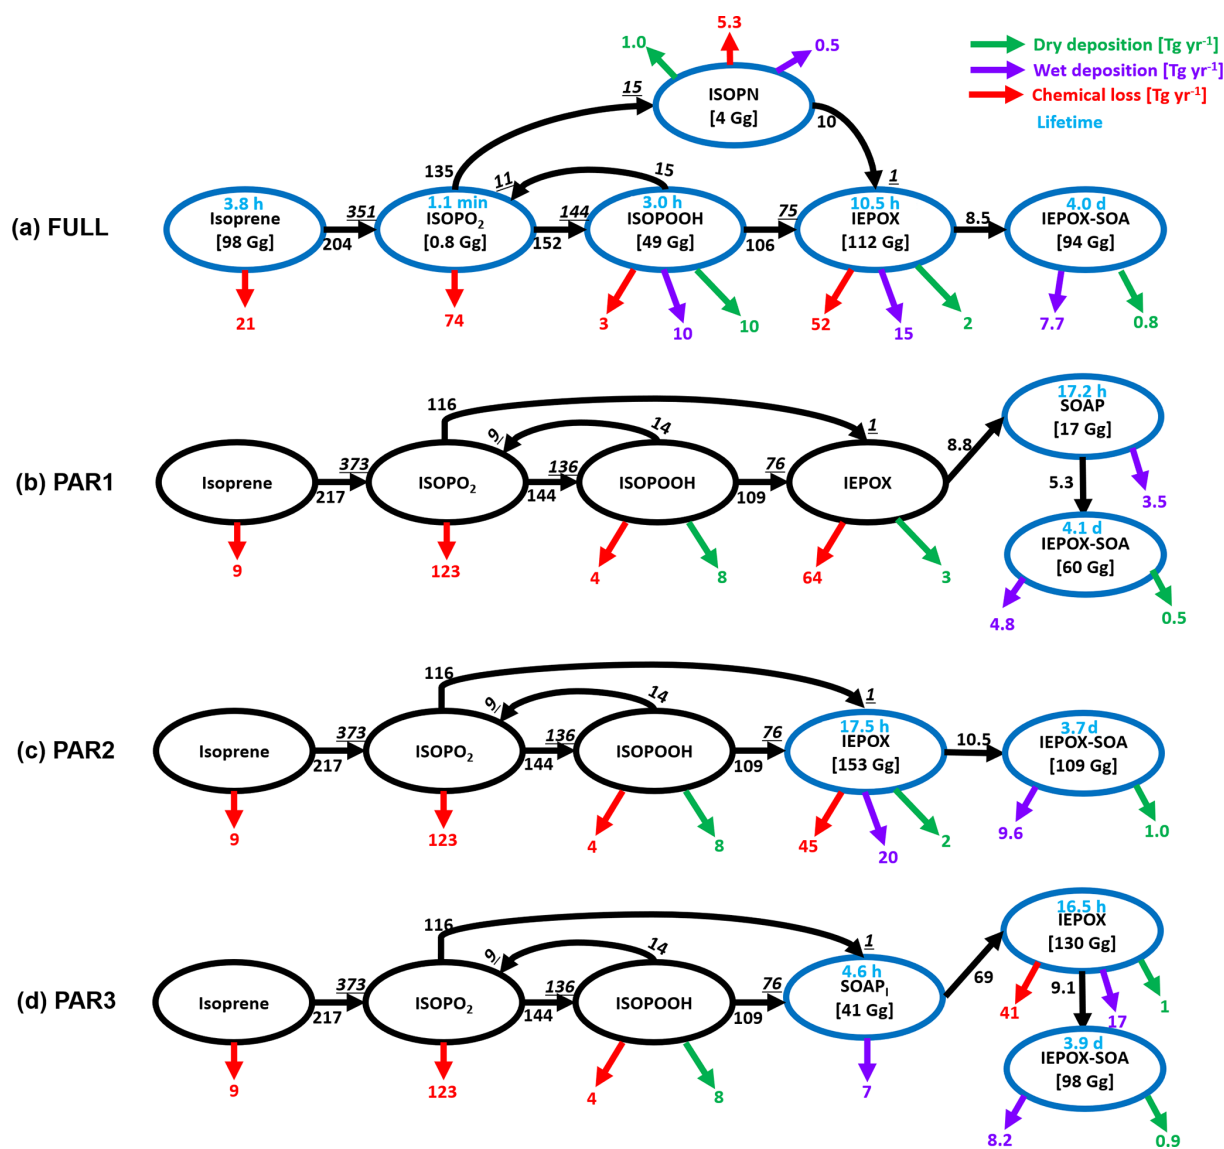 5.3
1.0
0.5
Dry deposition [Tg yr-1]
Wet deposition [Tg yr-1]
Chemical loss [Tg yr-1]
Lifetime
ISOPN
[4 Gg]
15
10
135
11
15
1
(a) FULL
3.8 h
Isoprene
[98 Gg]
351
204
1.1 min
ISOPO2
[0.8 Gg]
144
152
3.0 h
ISOPOOH
[49 Gg]
75
106
10.5 h
IEPOX
[112 Gg]
8.5
4.0 d
IEPOX-SOA
[94 Gg]
21
74
3
10
10
52
15
2
7.7
0.8
(b) PAR1
116
9
14
1
Isoprene
373
217
ISOPO2
136
144
ISOPOOH
76
109
IEPOX
8.8
17.2 h
SOAP
[17 Gg]
5.3
3.5
4.1 d
IEPOX-SOA
[60 Gg]
9
123
4
8
64
3
4.8
0.5
(c) PAR2
116
9
14
1
Isoprene
373
217
ISOPO2
136
144
ISOPOOH
76
109
17.5 h
IEPOX
[153 Gg]
10.5
3.7 d
IEPOX-SOA
[109 Gg]
9
123
4
8
45
20
2
9.6
1.0
(d) PAR3
116
9
14
1
Isoprene
373
217
ISOPO2
136
144
ISOPOOH
76
109
4.6 h
SOAPI
[41 Gg]
69
16.5 h
IEPOX
[130 Gg]
41
9.1
17
1
3.9 d
IEPOX-SOA
[98 Gg]
9
123
4
8
7
8.2
0.9